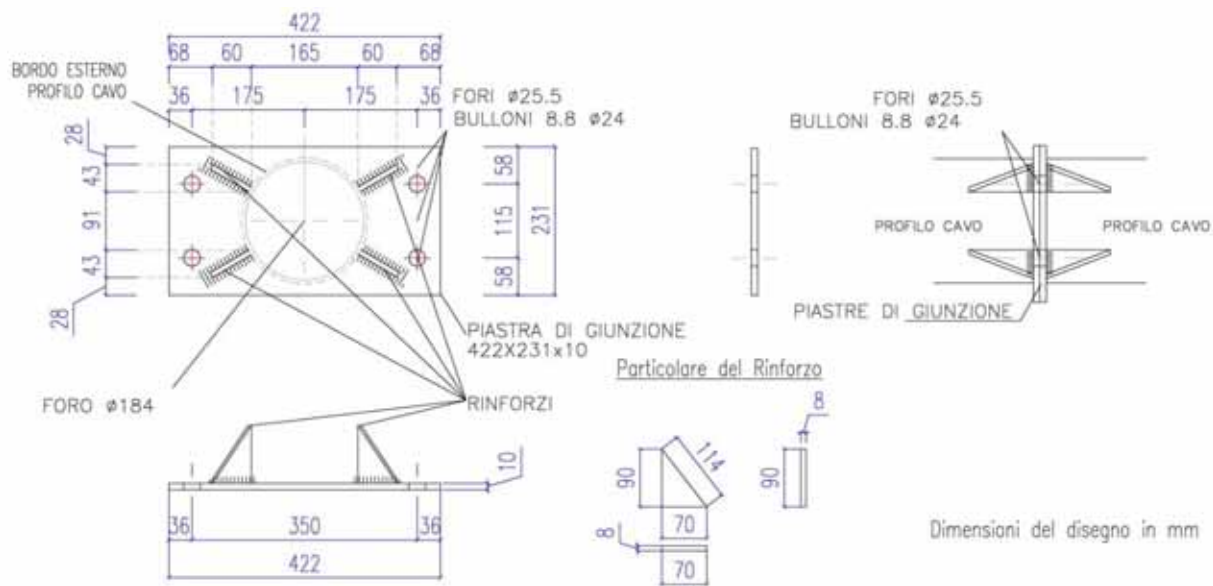 422
68 60 165 60 68
BORDO ESTERNO
PROFILO CAVO
36 175 175 36
FORI ø25.5
BULLONI 8.8 ø24
28
43
91
43
28
58
115
58
231
FORO ø184
PIASTRA DI GIUNZIONE
422X231x10
RINFORZI
10
36 350 36
422
FORI ø25.5
BULLONI 8.8 ø24
PROFILO CAVO
PROFILO CAVO
PIASTRE DI GIUNZIONE
Particolare del Rinforzo
8
90
114
90
70
8
70
Dimensioni del disegno in mm